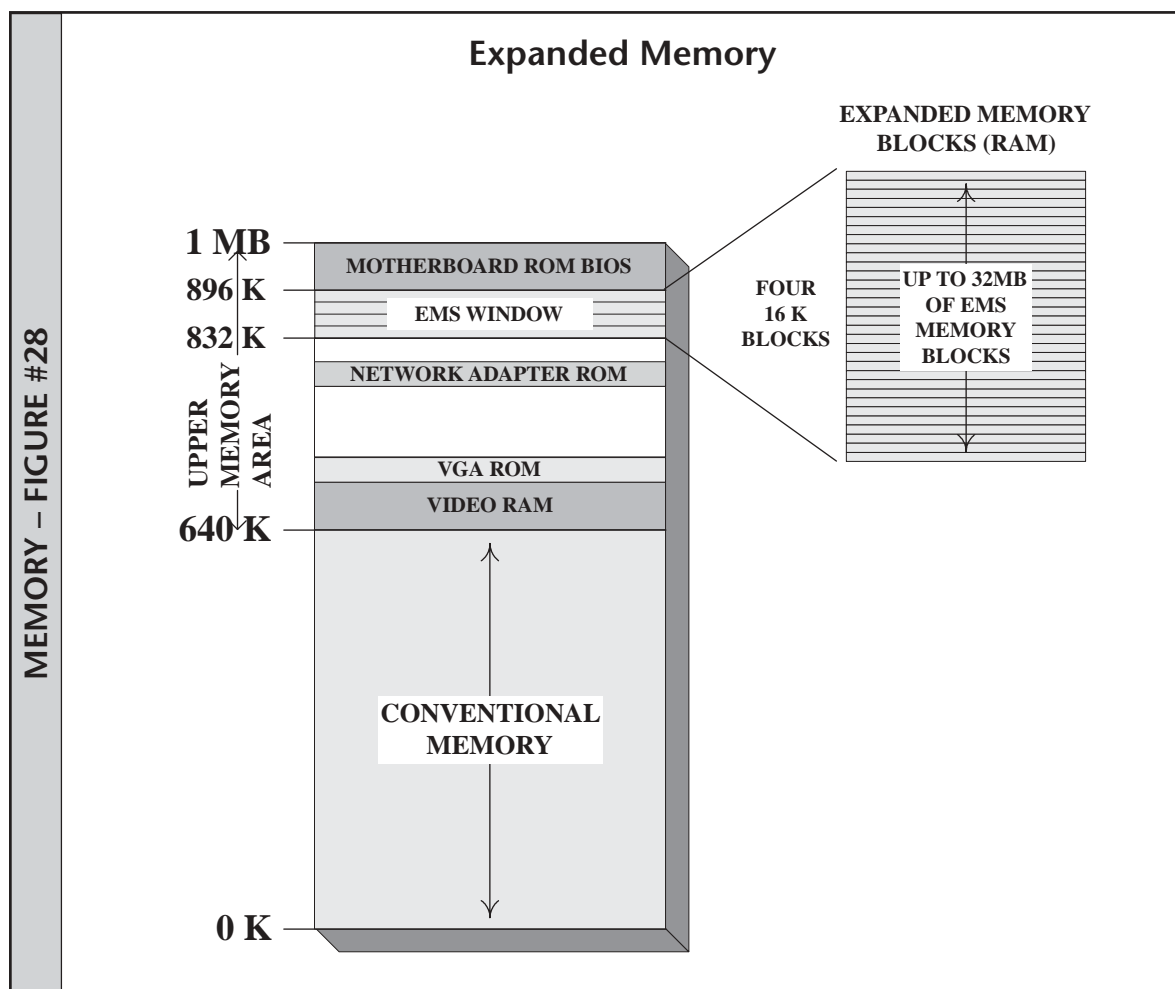 MEMORY – FIGURE #28
Expanded Memory
EXPANDED MEMORY
BLOCKS (RAM)
1 MB
MOTHERBOARD ROM BIOS
896 K
EMS WINDOW
832 K
FOUR
16 K
BLOCKS
UP TO 32MB
OF EMS
MEMORY
BLOCKS
NETWORK ADAPTER ROM
UPPER
MEMORY
AREA
VGA ROM
VIDEO RAM
640 K
CONVENTIONAL
MEMORY
0 K